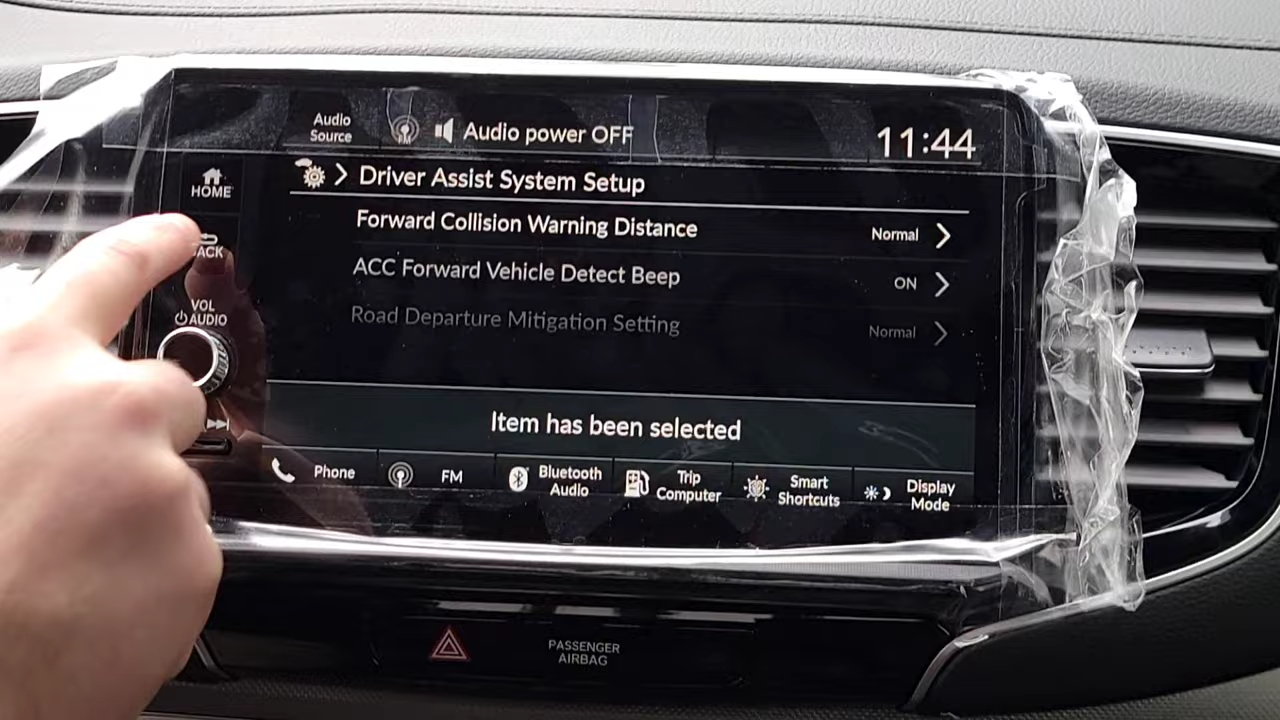 Audio
Source
Audio power OFF
11:44
HOME
Driver Assist System Setup
Forward Collision Warning Distance
Normal
ACK
ACC Forward Vehicle Detect Beep
ON
VOL
AUDIO
Road Departure Mitigation Setting
Normal
Item has been selected
Phone
FM
Bluetooth
Audio
Trip
Computer
Smart
Shortcuts
Display
Mode
PASSENGER
AIRBAG